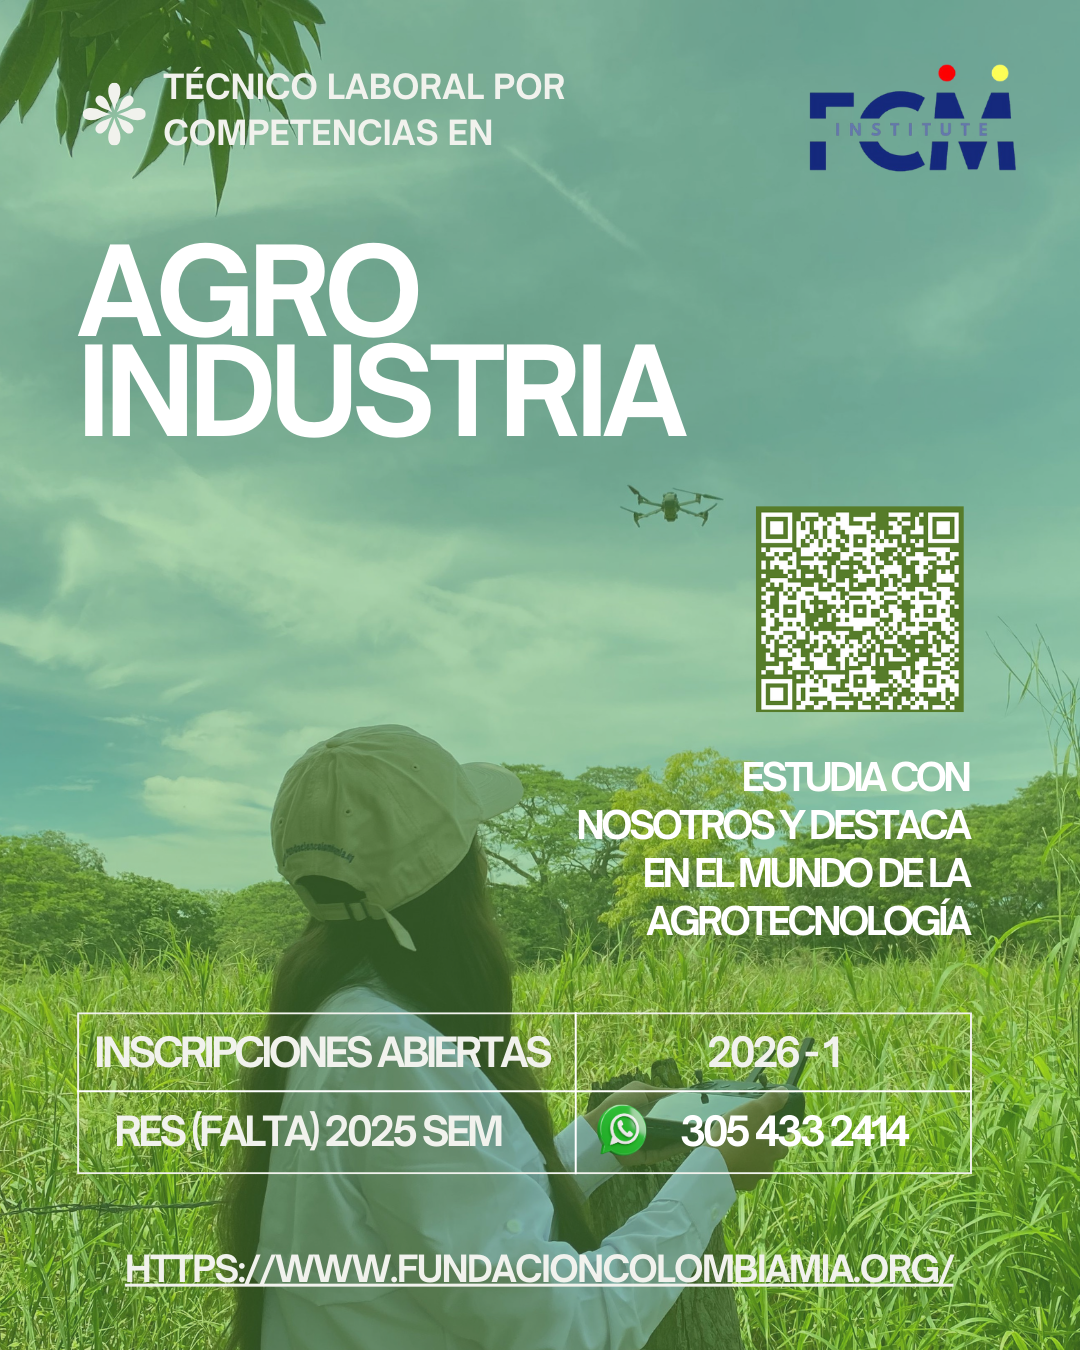 TÉCNICO LABORAL POR
COMPETENCIAS EN
FCM
INSTITUTE
AGRO
INDUSTRIA
ESTUDIA CON
NOSOTROS Y DESTACA
EN EL MUNDO DE LA
AGROTECNOLOGÍA
INSCRIPCIONES ABIERTAS
2026 - 1
RES (FALTA) 2025 SEM
305 433 2414
HTTPS://WWW.FUNDACIONCOLOMBIAMIA.ORG/